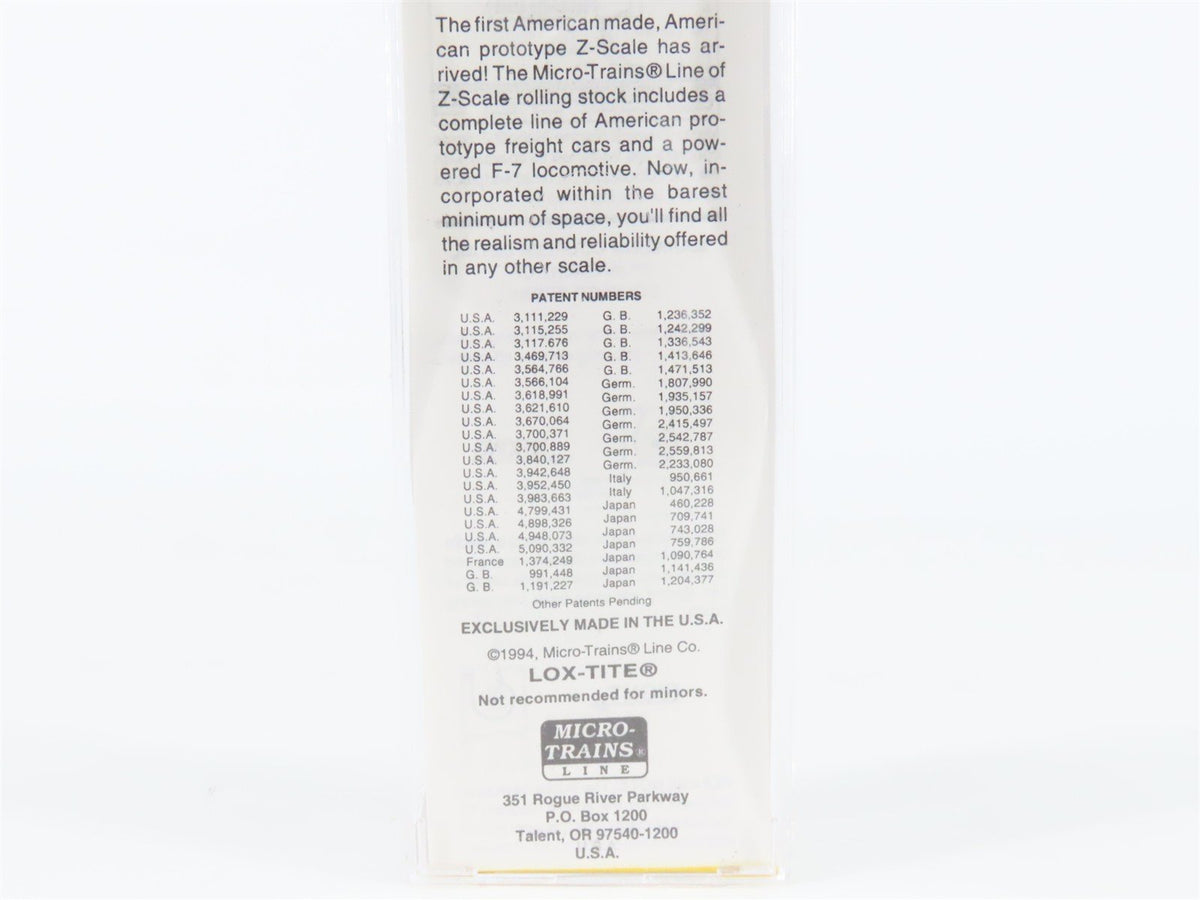 The first American made, Ameri-
can prototype Z-Scale has ar-
rived! The Micro-Trains® Line of
Z-Scale rolling stock includes a
complete line of American pro-
totype freight cars and a pow-
ered F-7 locomotive. Now, in-
corporated within the barest
minimum of space, you'll find all
the realism and reliability offered
in any other scale.
PATENT NUMBERS
U.S.A. 3,111,229 G. B. 1,236,352
U.S.A. 3,115,255 G. B. 1,242,299
U.S.A. 3,117.676 G. B. 1,336,543
U.S.A. 3,469,713 G. B. 1,413,646
U.S.A. 3,564,766 G. B. 1,471,513
U.S.A. 3,566,104 Germ. 1,807,990
U.S.A. 3,618,991 Germ. 1,935,157
U.S.A. 3,621,610 Germ. 1,950,336
U.S.A. 3,670,064 Germ. 2,415,497
U.S.A. 3,700,371 Germ. 2,542,787
U.S.A. 3,700,889 Germ. 2,559,813
U.S.A. 3,840,127 Germ. 2,233,080
U.S.A. 3,942,648 Italy 950,661
U.S.A. 3,952,450 Italy 1,047,316
U.S.A. 3,983,663 Japan 460,228
U.S.A. 4,799,431 Japan 709,741
U.S.A. 4,898,326 Japan 743,028
U.S.A. 4,948,073 Japan 759,786
U.S.A. 5,090,332 Japan 1,090,764
France 1,374,249 Japan 1,141,436
G. B. 991,448 Japan 1,204,377
G. B. 1,191,227
Other Patents Pending
EXCLUSIVELY MADE IN THE U.S.A.
©1994, Micro-Trains® Line Co.
LOX-TITE®
Not recommended for minors.
MICRO-
TRAINS®
LINE
351 Rogue River Parkway
P.O. Box 1200
Talent, OR 97540-1200
U.S.A.